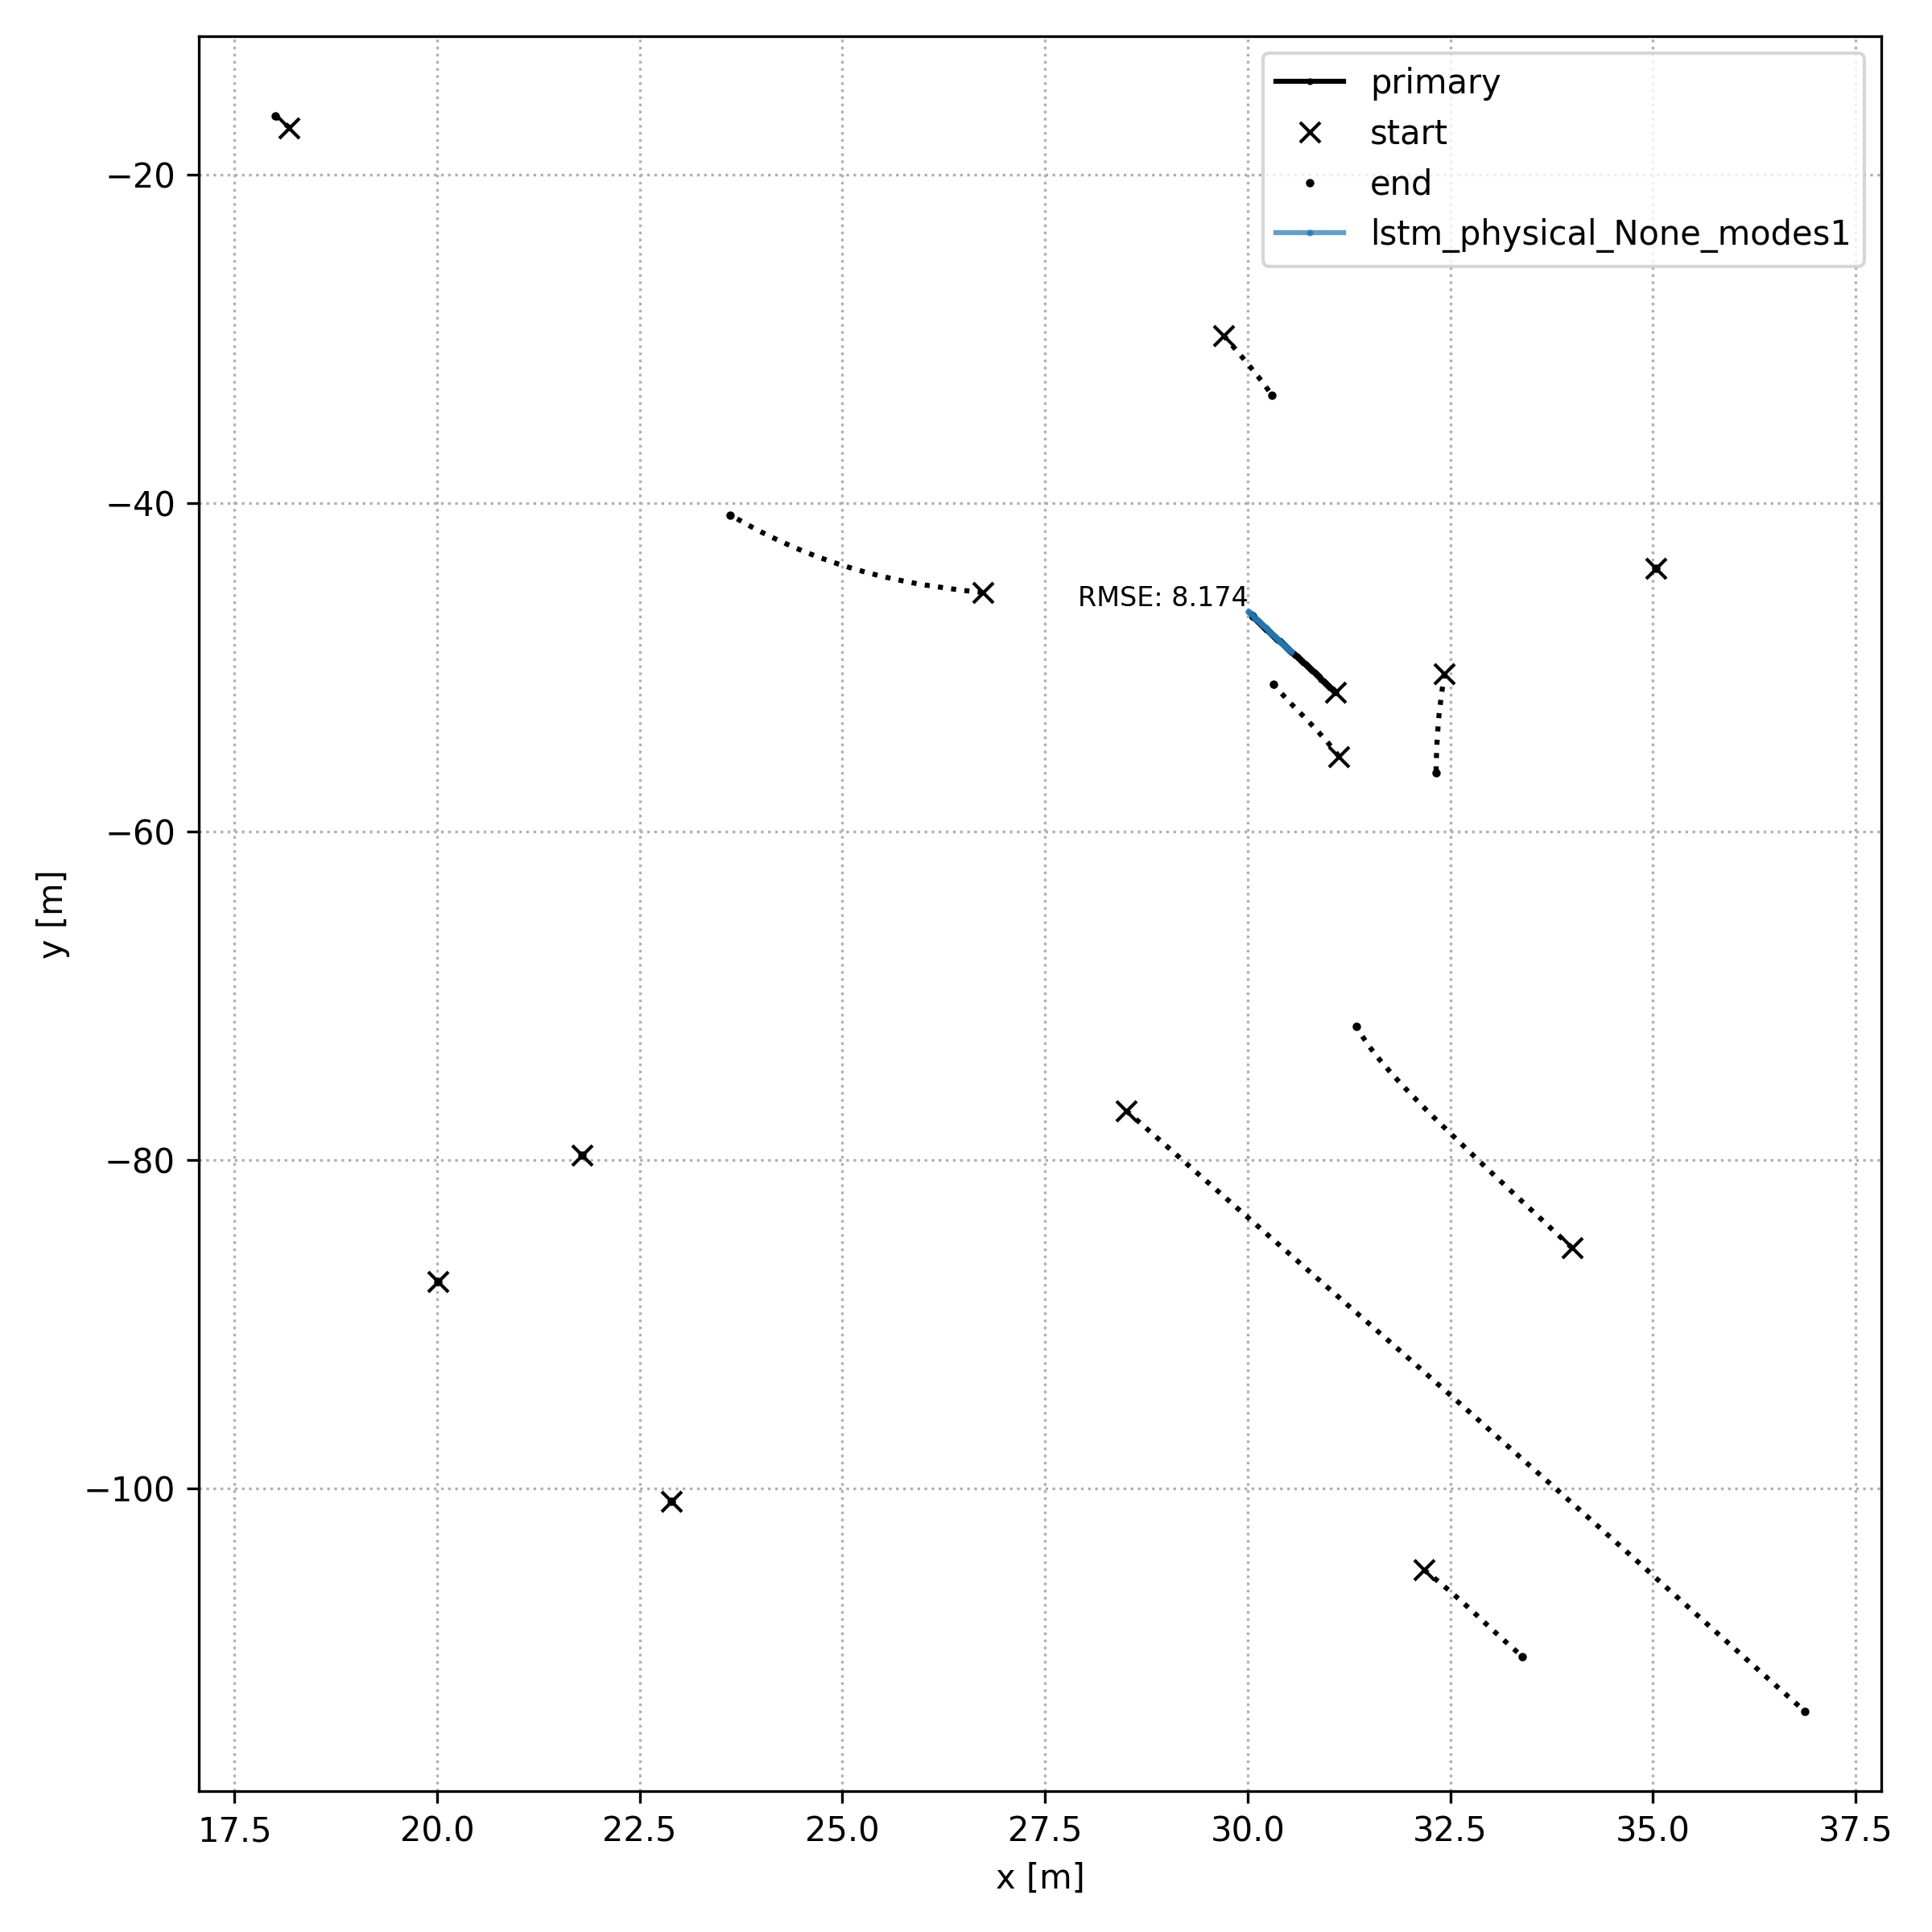 primary
start
end
lstm_physical_None_modes1
−20
−40
RMSE: 8.174
−60
y [m]
−80
−100
17.5 20.0 22.5 25.0 27.5 30.0 32.5 35.0 37.5
x [m]